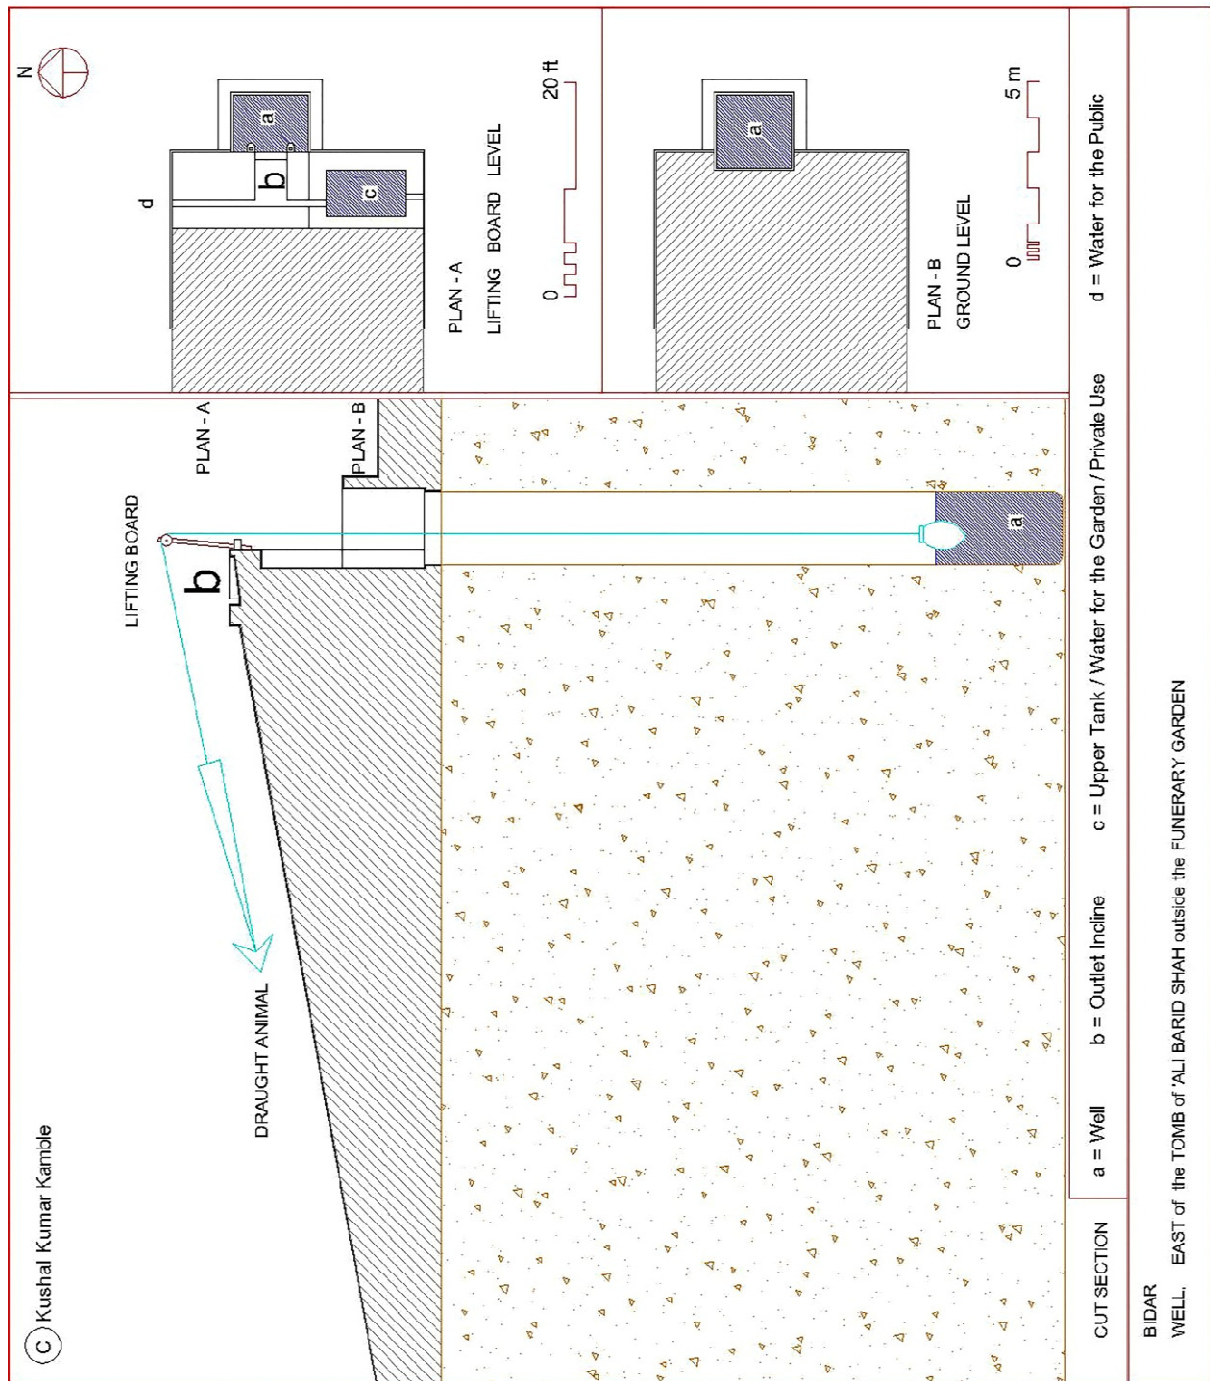 © Kushal Kumar Kamble
N
LIFTING BOARD
PLAN - A
b
PLAN - B
DRAUGHT ANIMAL
a
d
a
b
c
PLAN - A
LIFTING BOARD LEVEL
0 20 ft
a
PLAN - B
GROUND LEVEL
0 5 m
CUT SECTION
a = Well b = Outlet Incline c = Upper Tank / Water for the Garden / Private Use d = Water for the Public
BIDAR
WELL, EAST of the TOMB of 'ALI BARID SHAH outside the FUNERARY GARDEN